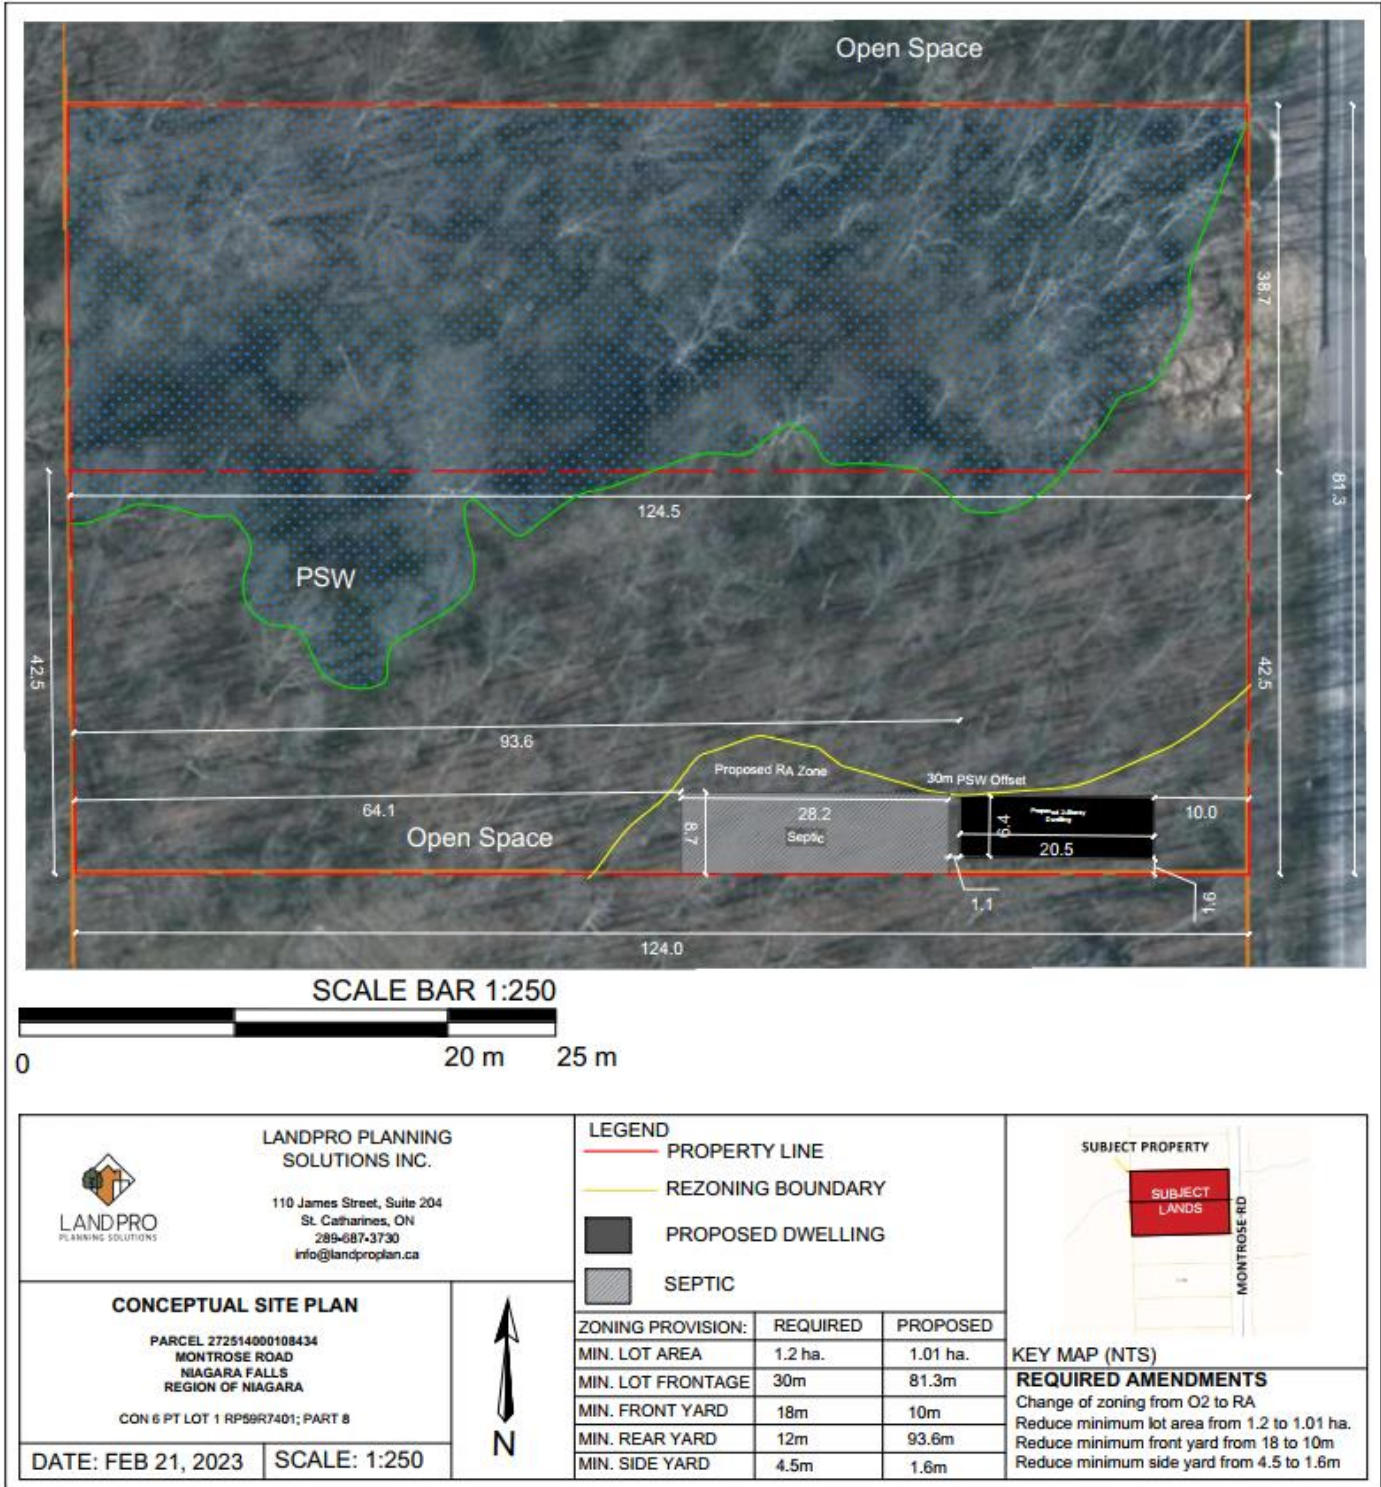 Open Space
38.7
81.3
124.5
PSW
42.5
42.5
93.6
Proposed RA Zone
30m PSW Offset
64.1
28.2
10.0
Open Space
8.7
Septic
6.4
Proposed 2-Storey
Dwelling
20.5
1.1
1.6
124.0
SCALE BAR 1:250
0
20 m
25 m
LANDPRO
PLANNING SOLUTIONS
LANDPRO PLANNING
SOLUTIONS INC.
110 James Street, Suite 204
St. Catharines, ON
289-687-3730
info@landproplan.ca
CONCEPTUAL SITE PLAN
PARCEL 272514000108434
MONTROSE ROAD
NIAGARA FALLS
REGION OF NIAGARA
CON 6 PT LOT 1 RP59R7401; PART 8
DATE: FEB 21, 2023
SCALE: 1:250
N
LEGEND
PROPERTY LINE
REZONING BOUNDARY
PROPOSED DWELLING
SEPTIC
ZONING PROVISION: REQUIRED PROPOSED
MIN. LOT AREA 1.2 ha. 1.01 ha.
MIN. LOT FRONTAGE 30m 81.3m
MIN. FRONT YARD 18m 10m
MIN. REAR YARD 12m 93.6m
MIN. SIDE YARD 4.5m 1.6m
SUBJECT PROPERTY
SUBJECT
LANDS
MONTROSE RD
KEY MAP (NTS)
REQUIRED AMENDMENTS
Change of zoning from O2 to RA
Reduce minimum lot area from 1.2 to 1.01 ha.
Reduce minimum front yard from 18 to 10m
Reduce minimum side yard from 4.5 to 1.6m